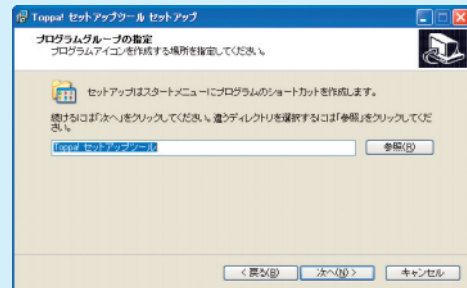 Toppa! セットアップツール セットアップ
プログラムグループの指定
プログラムアイコンを作成する場所を指定してください。
セットアップはスタートメニューにプログラムのショートカットを作成します。
続けるには「次へ」をクリックしてください。違うディレクトリを選択するには「参照」をクリックしてくだ
さい。
Toppa! セットアップツール
参照(R)
< 戻る(B)
次へ(N) >
キャンセル